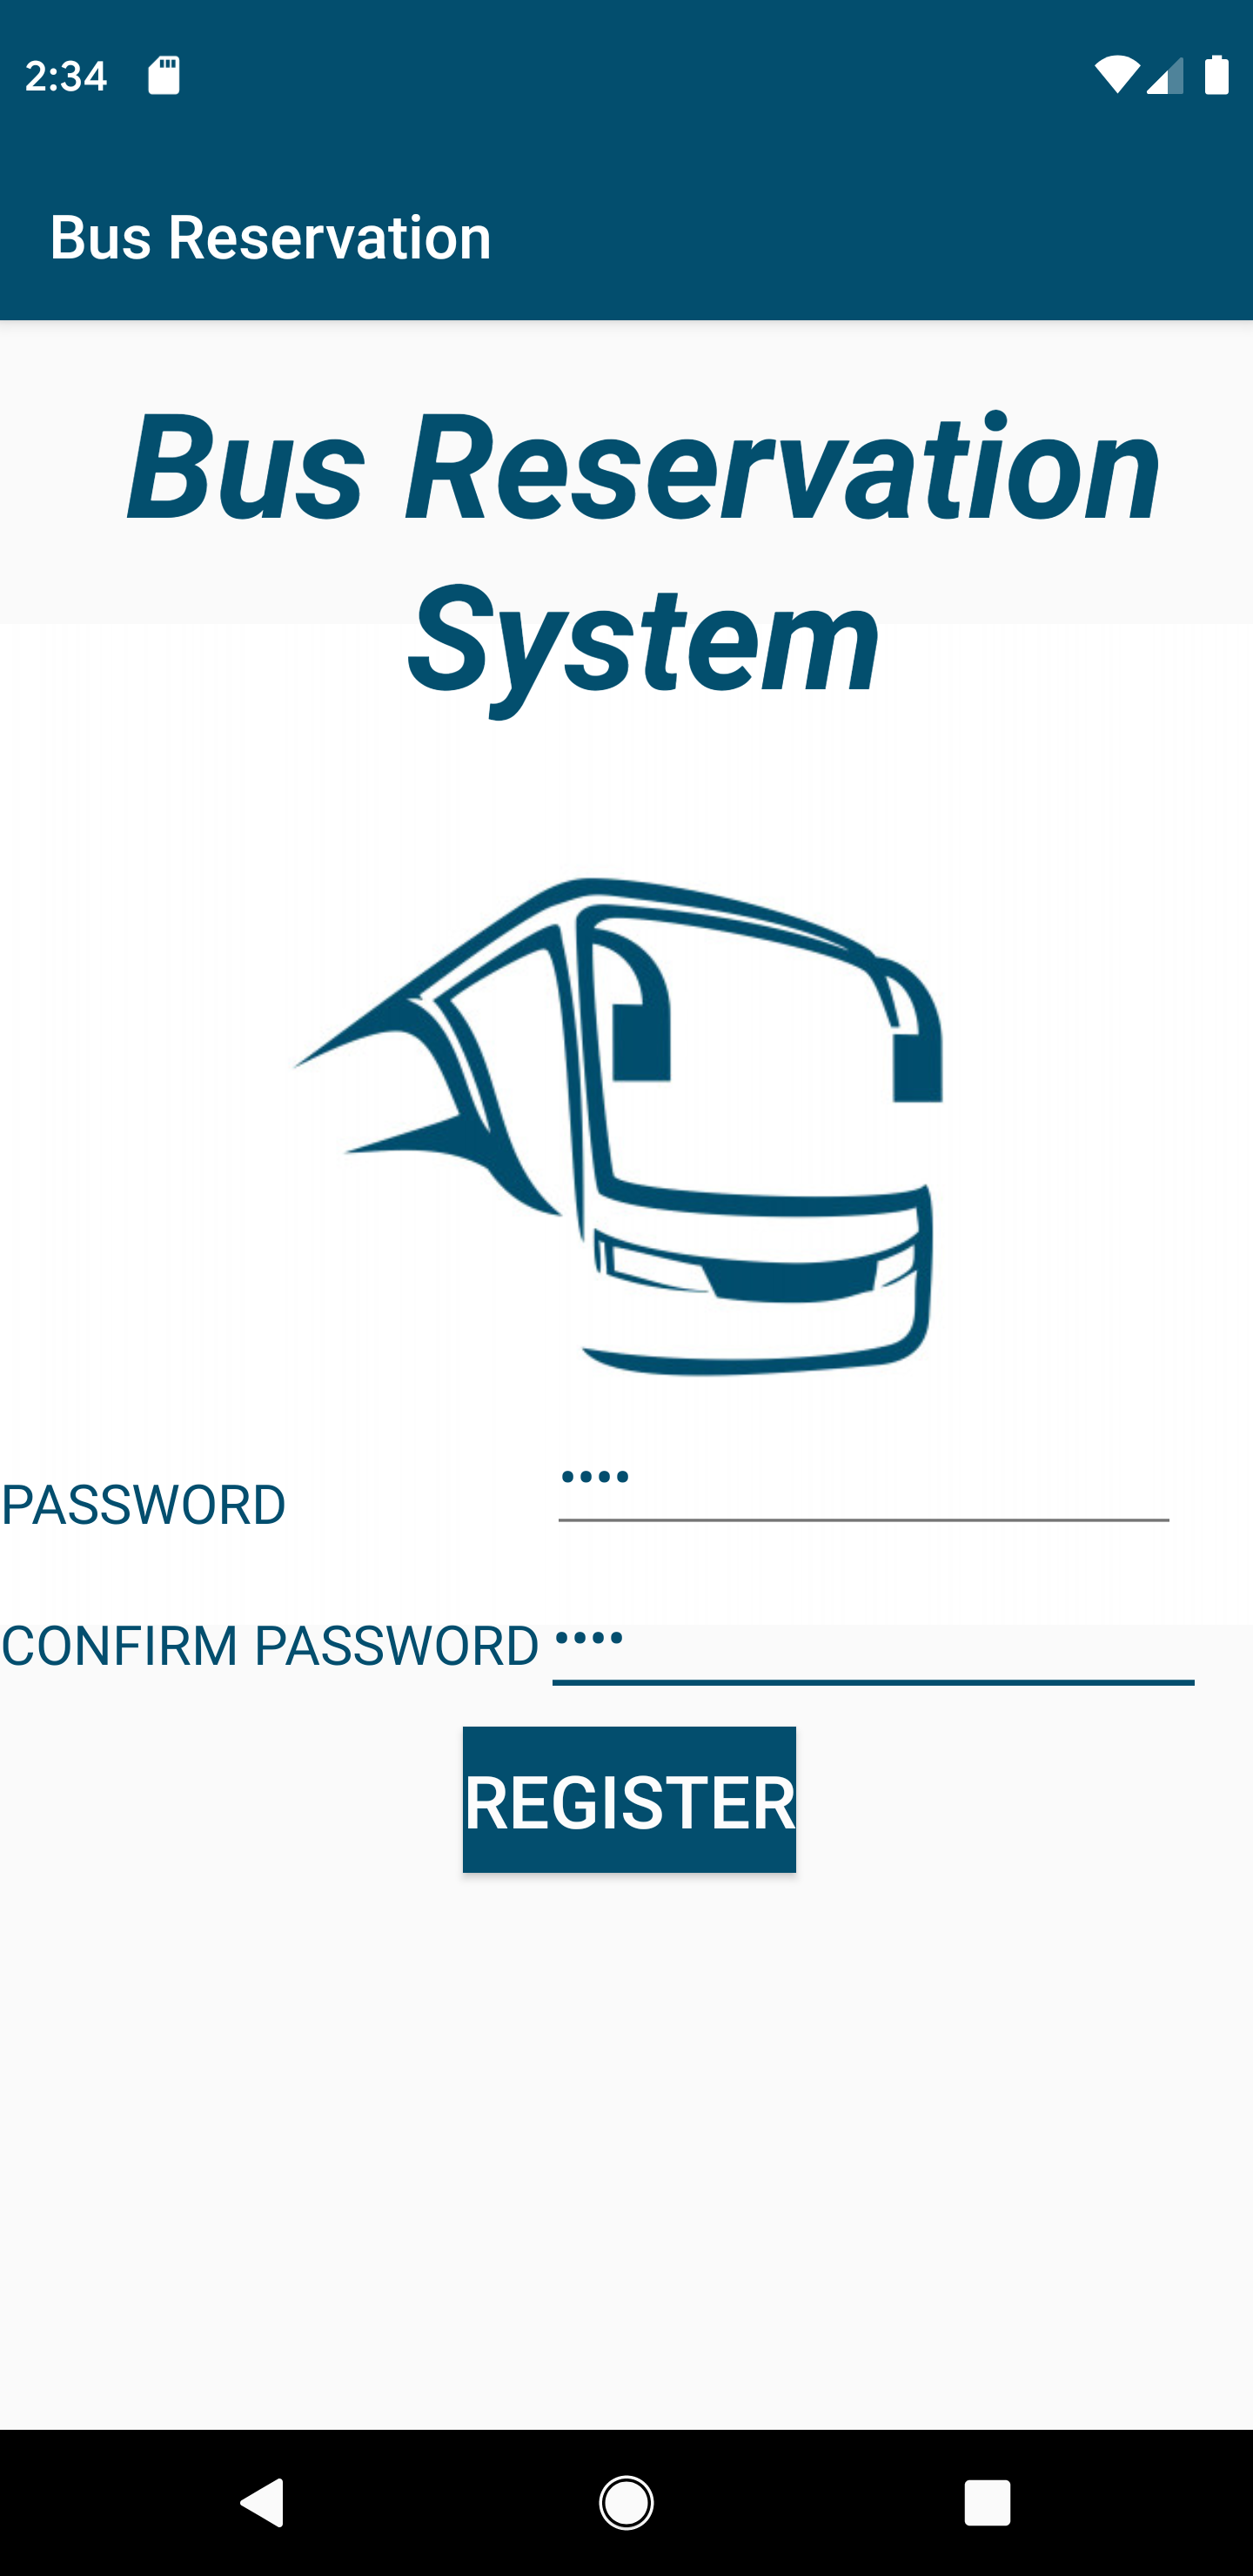 2:34
Bus Reservation
Bus Reservation
System
PASSWORD
••••
CONFIRM PASSWORD
••••
REGISTER